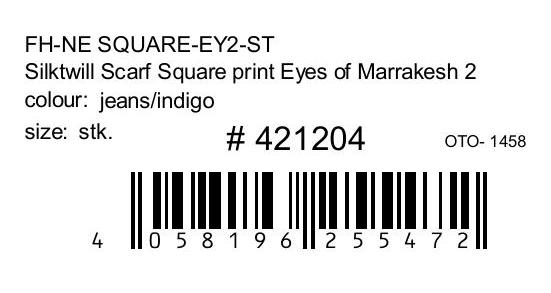 FH-NE SQUARE-EY2-ST
Silktwill Scarf Square print Eyes of Marrakesh 2
colour: jeans/indigo
size: stk.
# 421204
OTO- 1458
4 058196 255472